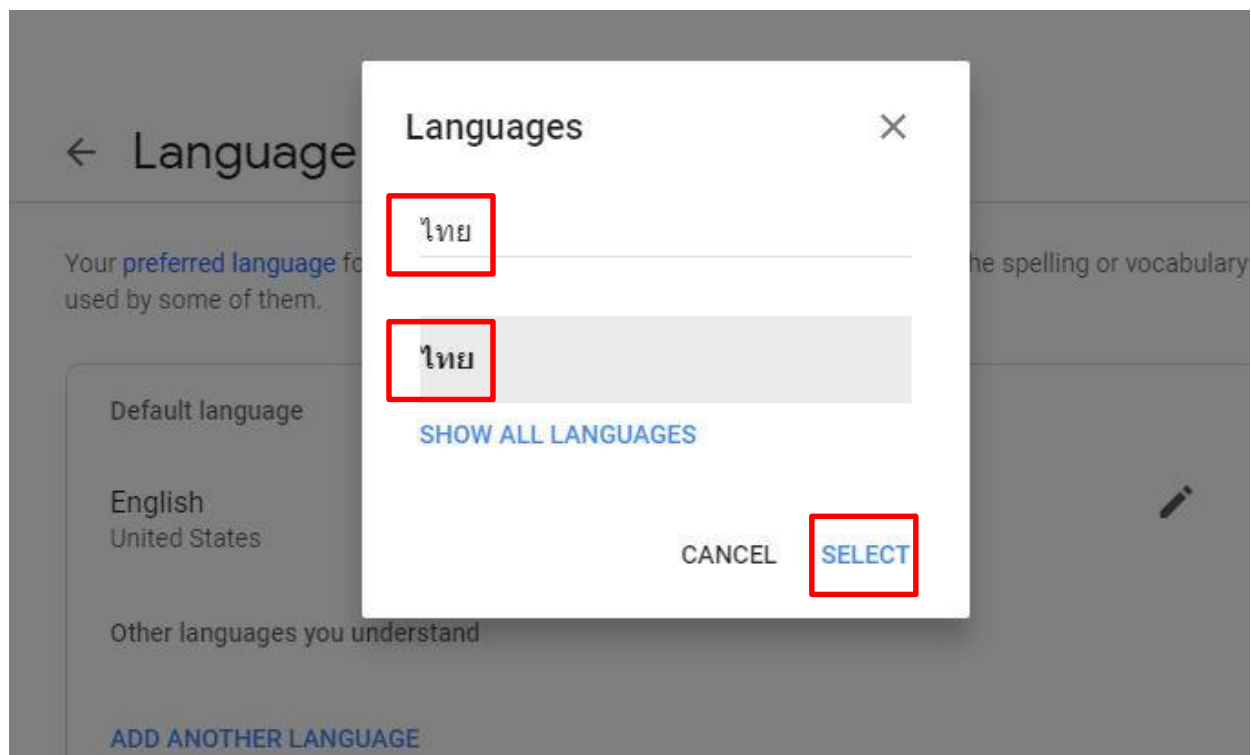 Languages
← Language
ไทย
Your preferred language fo
he spelling or vocabulary
used by some of them.
ไทย
Default language
SHOW ALL LANGUAGES
English
United States
CANCEL SELECT
Other languages you understand
ADD ANOTHER LANGUAGE